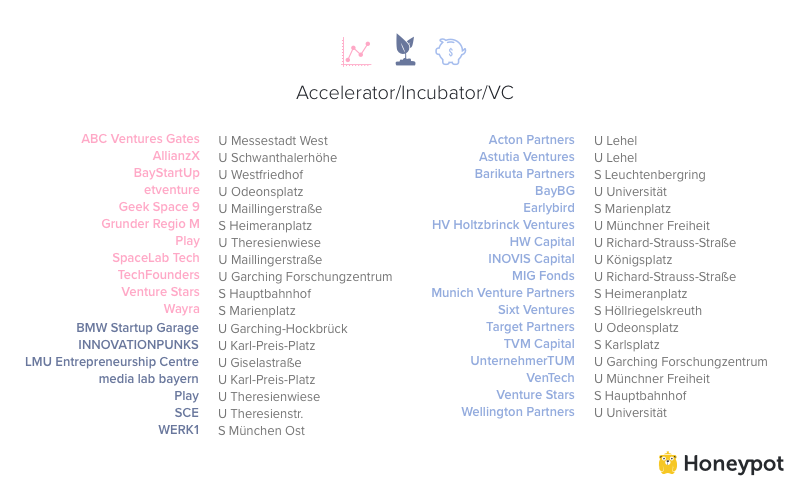 Accelerator/Incubator/VC
ABC Ventures Gates U Messestadt West
AllianzX U Schwanthalerhöhe
BayStartUp U Westfriedhof
etventure U Odeonsplatz
Geek Space 9 U Maillingerstraße
Grunder Regio M S Heimeranplatz
Play U Theresienwiese
SpaceLab Tech U Maillingerstraße
TechFounders U Garching Forschungzentrum
Venture Stars S Hauptbahnhof
Wayra S Marienplatz
BMW Startup Garage U Garching-Hockbrück
INNOVATIONPUNKS U Karl-Preis-Platz
LMU Entrepreneurship Centre U Giselastraße
media lab bayern U Karl-Preis-Platz
Play U Theresienwiese
SCE U Theresienstr.
WERK1 S München Ost
Acton Partners U Lehel
Astutia Ventures U Lehel
Barikuta Partners S Leuchtenbergring
BayBG U Universität
Earlybird S Marienplatz
HV Holtzbrinck Ventures U Münchner Freiheit
HW Capital U Richard-Strauss-Straße
INOVIS Capital U Königsplatz
MIG Fonds U Richard-Strauss-Straße
Munich Venture Partners S Heimeranplatz
Sixt Ventures S Höllriegelskreuth
Target Partners U Odeonsplatz
TVM Capital S Karlsplatz
UnternehmerTUM U Garching Forschungzentrum
VenTech U Münchner Freiheit
Venture Stars S Hauptbahnhof
Wellington Partners U Universität
Honeypot